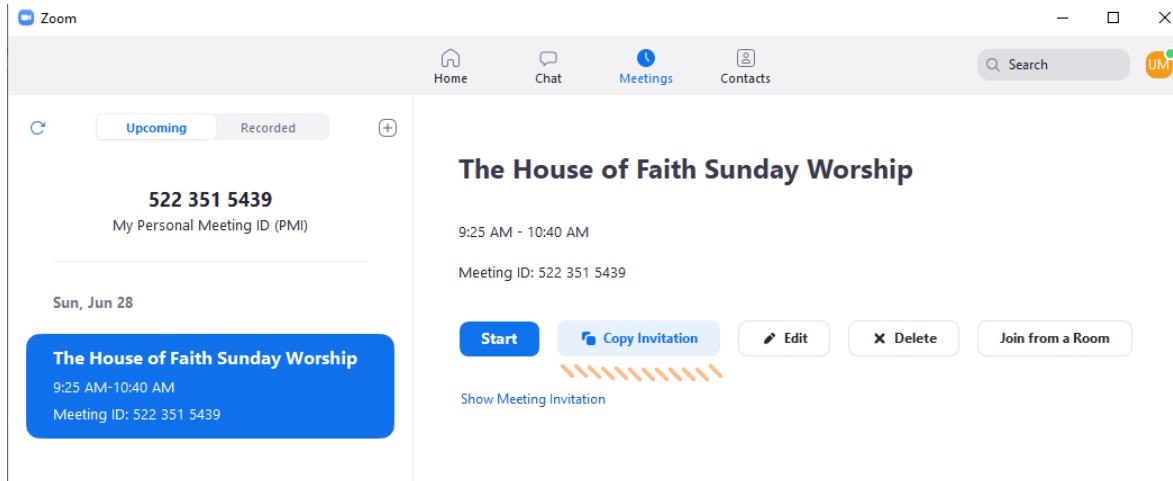 Zoom
Home
Chat
Meetings
Contacts
Search
UM
Upcoming
Recorded
522 351 5439
My Personal Meeting ID (PMI)
Sun, Jun 28
The House of Faith Sunday Worship
9:25 AM-10:40 AM
Meeting ID: 522 351 5439
The House of Faith Sunday Worship
9:25 AM - 10:40 AM
Meeting ID: 522 351 5439
Start
Copy Invitation
Edit
Delete
Join from a Room
Show Meeting Invitation